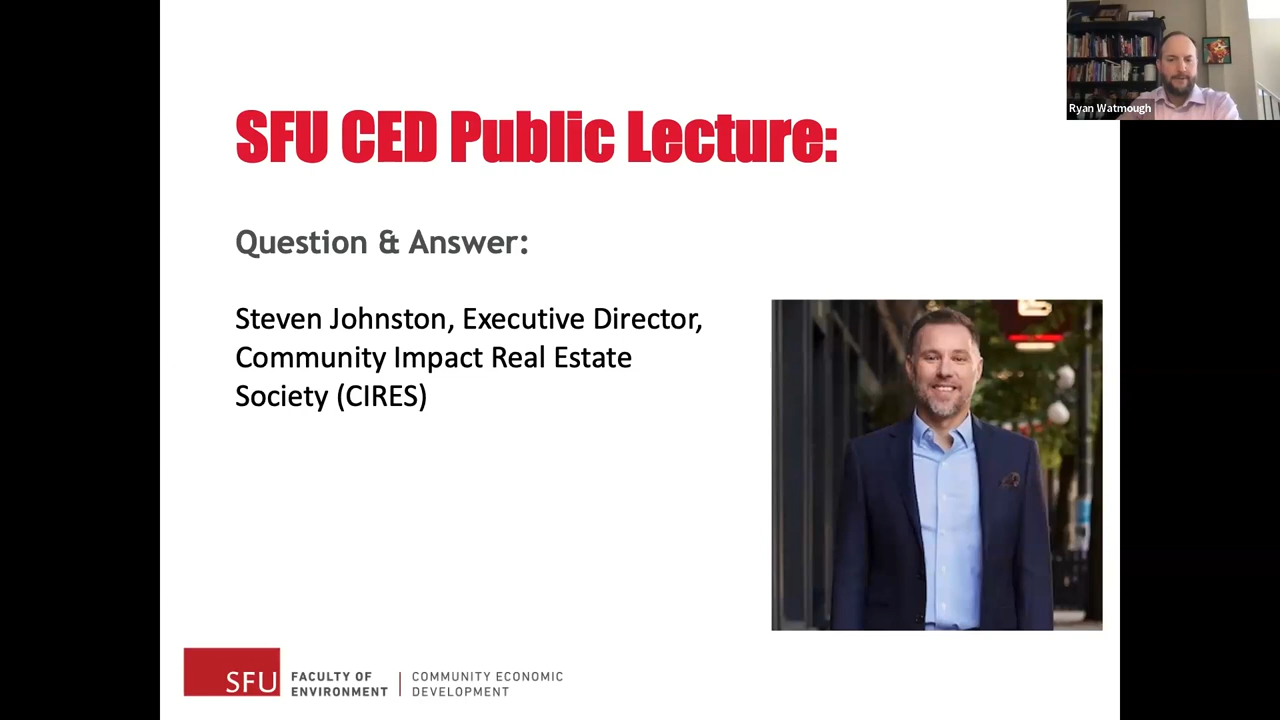 SFU CED Public Lecture:
Ryan Watmough
Question & Answer:
Steven Johnston, Executive Director,
Community Impact Real Estate
Society (CIRES)
SFU
FACULTY OF
ENVIRONMENT
COMMUNITY ECONOMIC
DEVELOPMENT